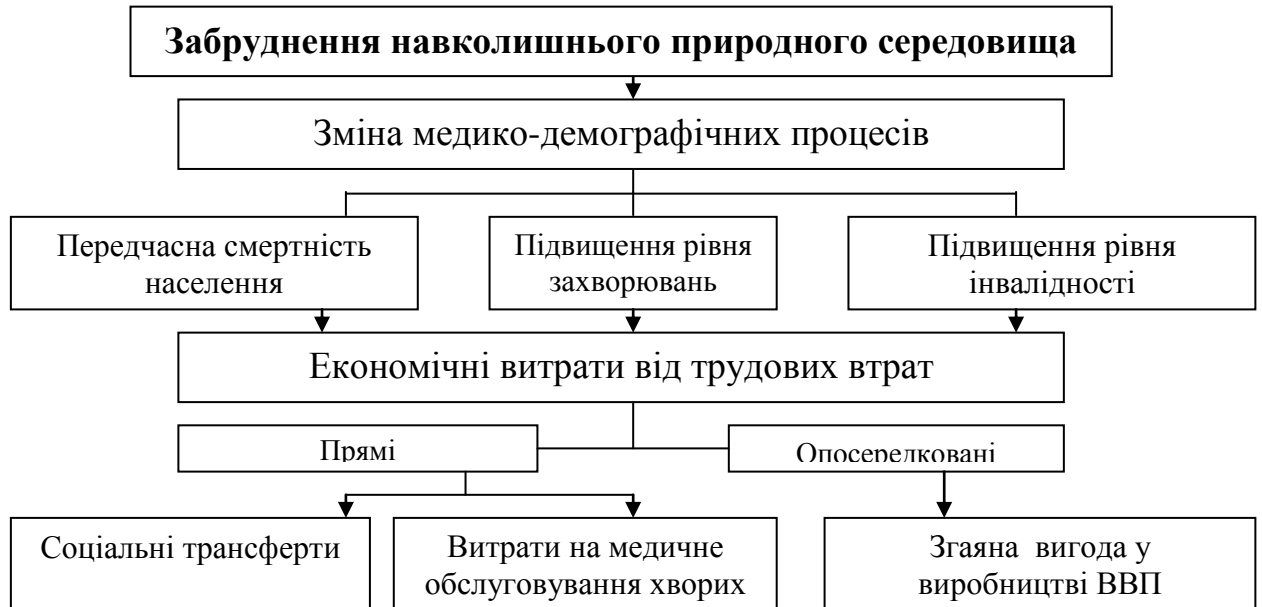 Забруднення навколишнього природного середовища
Зміна медико-демографічних процесів
Передчасна смертність
населення
Підвищення рівня
захворювань
Підвищення рівня
інвалідності
Економічні витрати від трудових втрат
Прямі
Опосередковані
Соціальні трансферти
Витрати на медичне
обслуговування хворих
Згаяна вигода у
виробництві ВВП